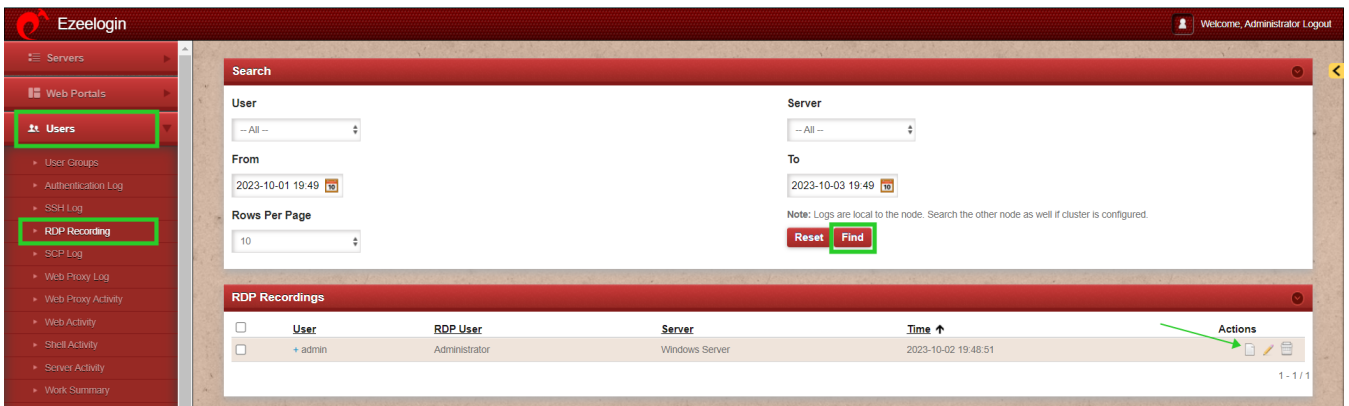 Ezeelogin
Welcome, Administrator Logout
Servers
Web Portals
Users
User Groups
Authentication Log
SSH Log
RDP Recording
SCP Log
Web Proxy Log
Web Proxy Activity
Web Activity
Shell Activity
Server Activity
Work Summary
Search
User
Server
-- All --
-- All --
From
To
2023-10-01 19:49
10
2023-10-03 19:49
10
Rows Per Page
Note: Logs are local to the node. Search the other node as well if cluster is configured.
10
Reset Find
RDP Recordings
User RDP User Server Time ↑ Actions
+ admin Administrator Windows Server 2023-10-02 19:48:51
1 - 1 / 1